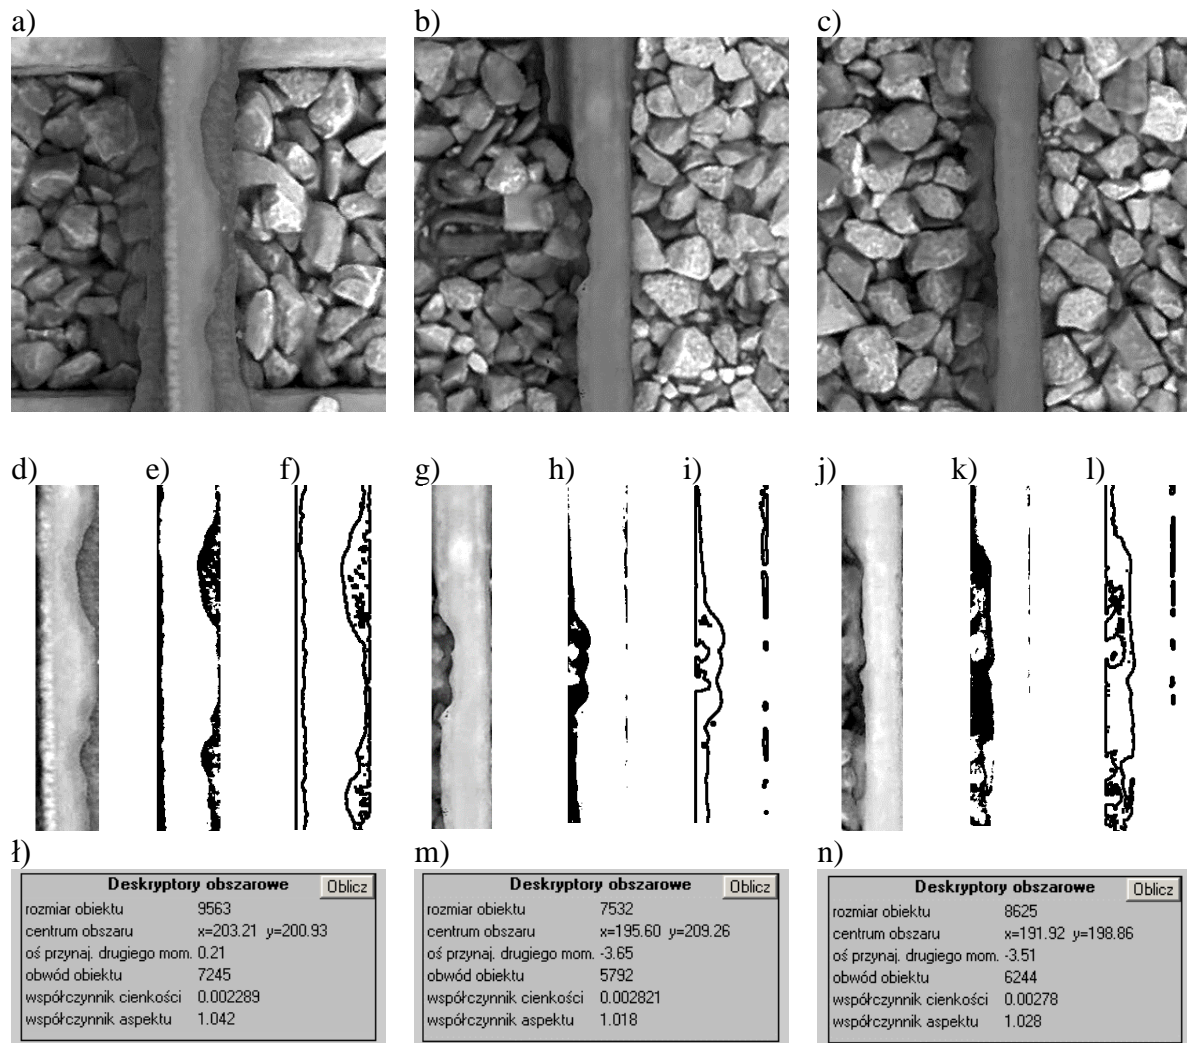 a) b) c)
d) e) f) g) h) i) j) k) l)
ł) m) n)
Deskryptory obszarowe Oblicz
rozmiar obiektu 9563
centrum obszaru x=203.21 y=200.93
oś przynaj. drugiego mom. 0.21
obwód obiektu 7245
współczynnik cienkości 0.002289
współczynnik aspektu 1.042
Deskryptory obszarowe Oblicz
rozmiar obiektu 7532
centrum obszaru x=195.60 y=209.26
oś przynaj. drugiego mom. -3.65
obwód obiektu 5792
współczynnik cienkości 0.002821
współczynnik aspektu 1.018
Deskryptory obszarowe Oblicz
rozmiar obiektu 8625
centrum obszaru x=191.92 y=198.86
oś przynaj. drugiego mom. -3.51
obwód obiektu 6244
współczynnik cienkości 0.00278
współczynnik aspektu 1.028